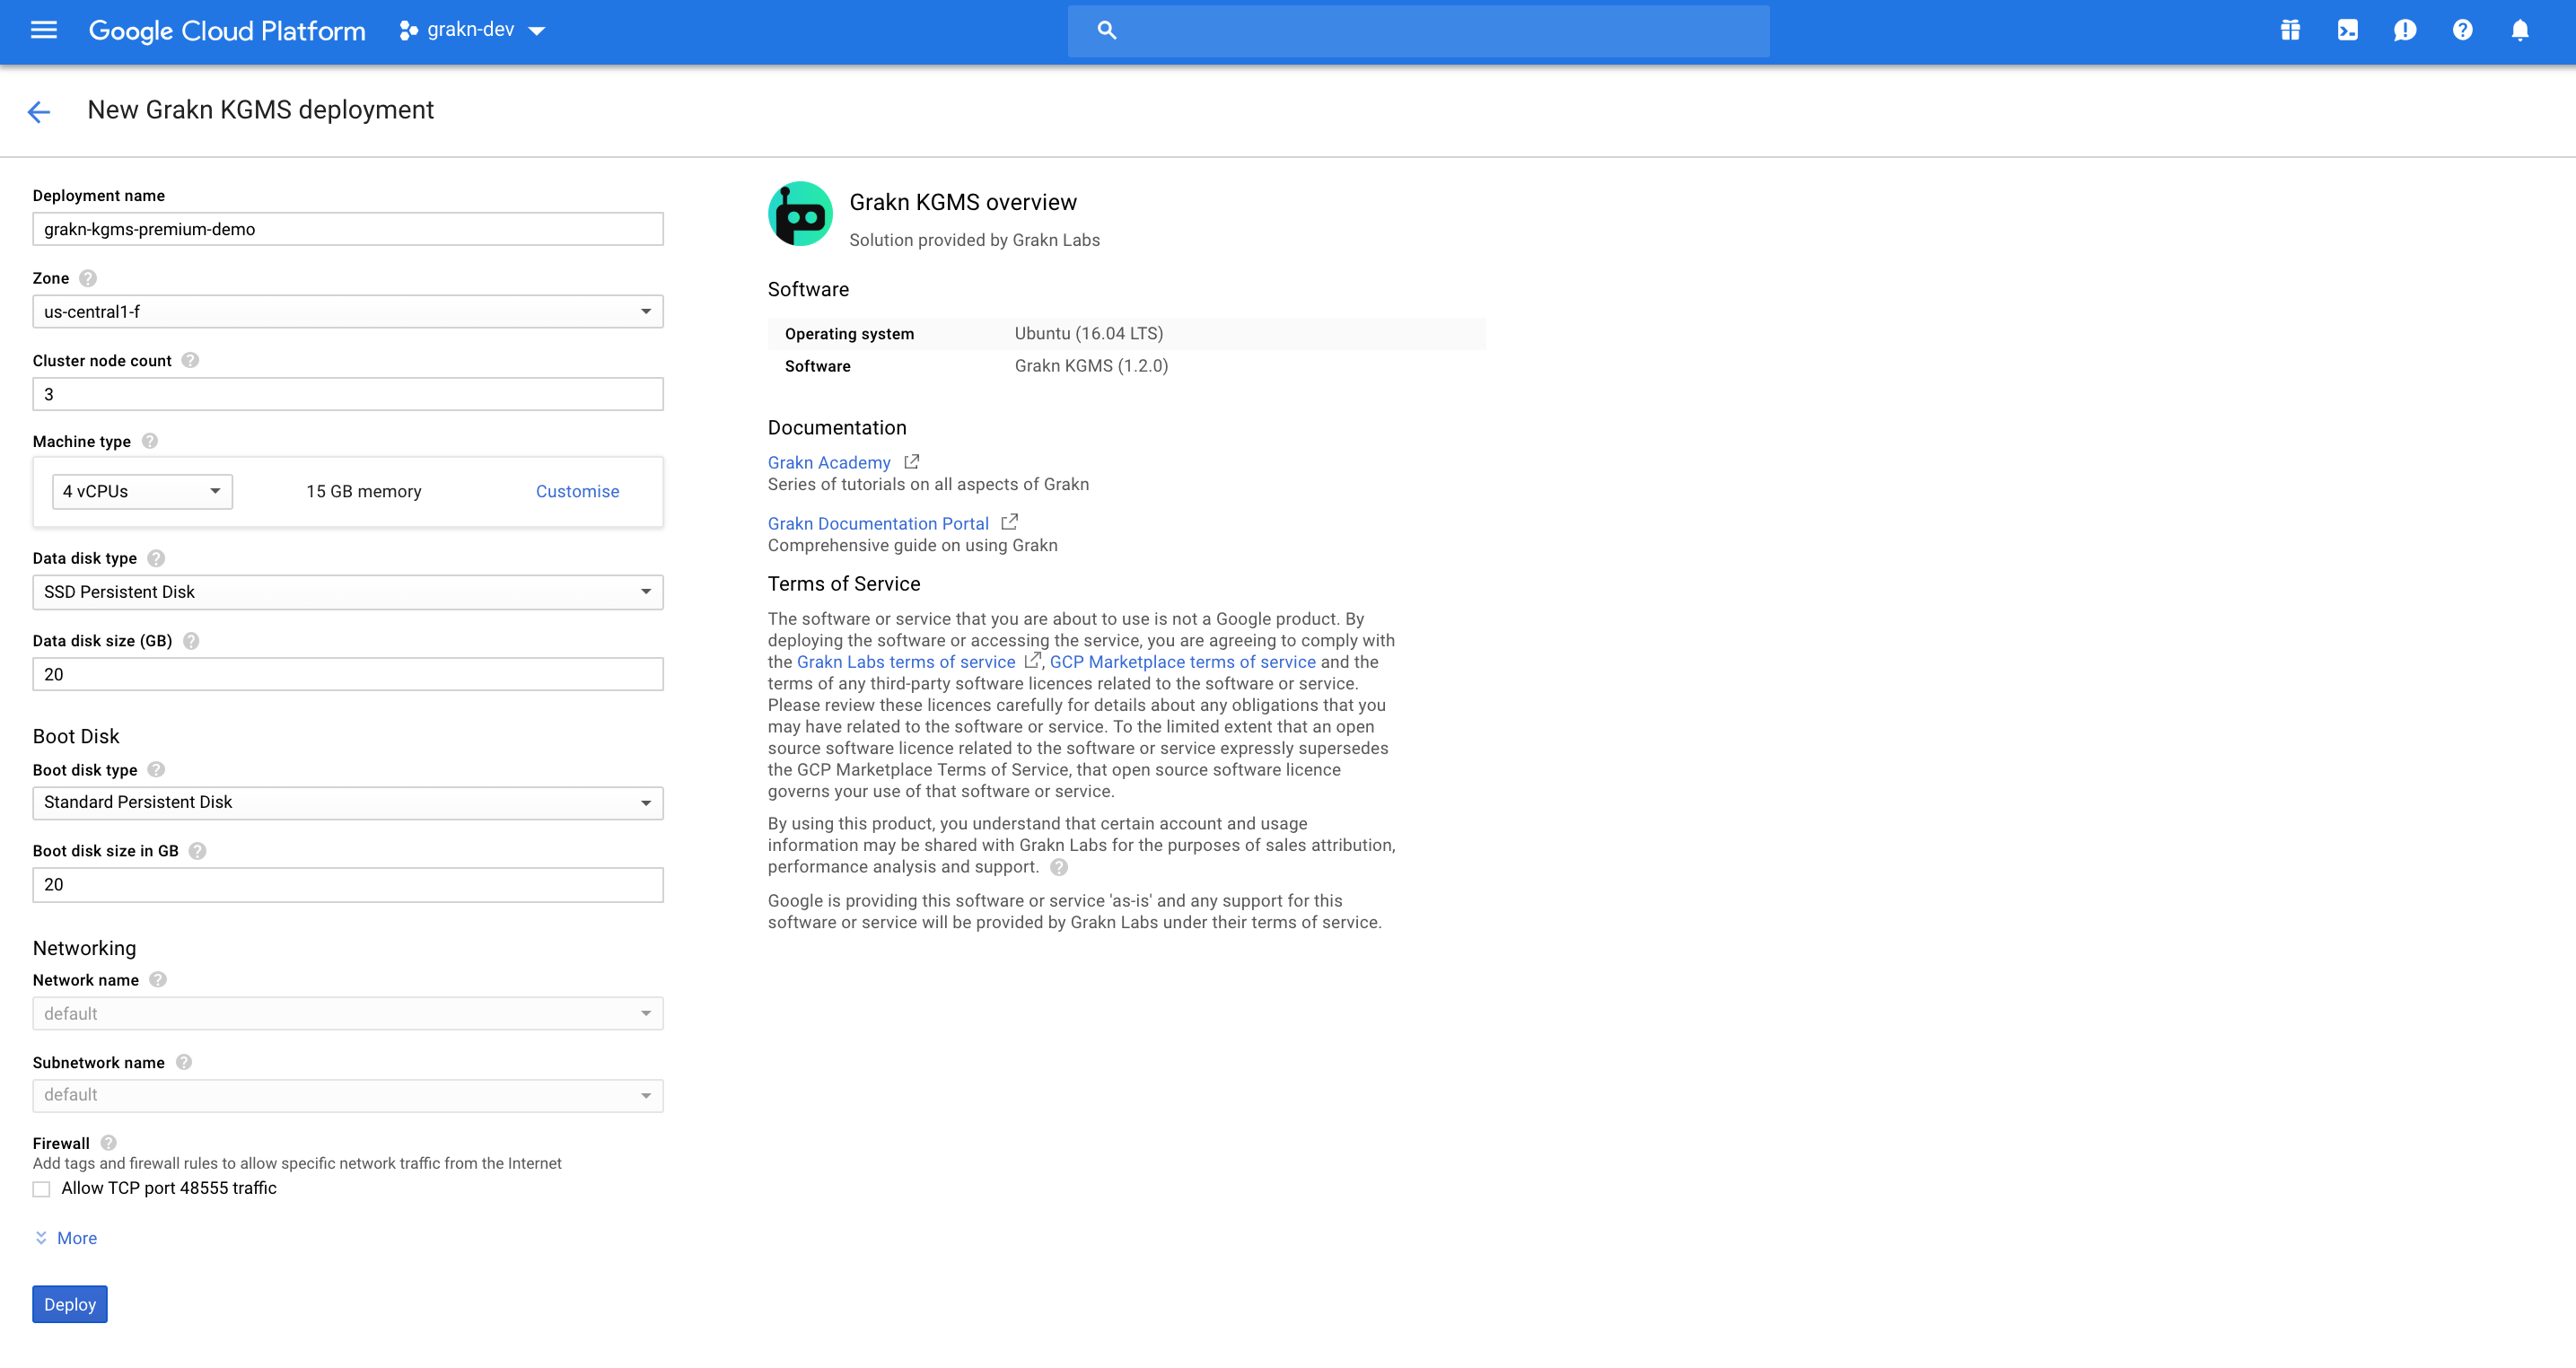 Google Cloud Platform
grakn-dev
New Grakn KGMS deployment
Deployment name
grakn-kgms-premium-demo
Zone
us-central1-f
Cluster node count
3
Machine type
4 vCPUs
15 GB memory
Customise
Data disk type
SSD Persistent Disk
Data disk size (GB)
20
Boot Disk
Boot disk type
Standard Persistent Disk
Boot disk size in GB
20
Networking
Network name
default
Subnetwork name
default
Firewall
Add tags and firewall rules to allow specific network traffic from the Internet
Allow TCP port 48555 traffic
More
Deploy
Grakn KGMS overview
Solution provided by Grakn Labs
Software
Operating system Ubuntu (16.04 LTS)
Software Grakn KGMS (1.2.0)
Documentation
Grakn Academy
Series of tutorials on all aspects of Grakn
Grakn Documentation Portal
Comprehensive guide on using Grakn
Terms of Service
The software or service that you are about to use is not a Google product. By
deploying the software or accessing the service, you are agreeing to comply with
the Grakn Labs terms of service , GCP Marketplace terms of service and the
terms of any third-party software licences related to the software or service.
Please review these licences carefully for details about any obligations that you
may have related to the software or service. To the limited extent that an open
source software licence related to the software or service expressly supersedes
the GCP Marketplace Terms of Service, that open source software licence
governs your use of that software or service.
By using this product, you understand that certain account and usage
information may be shared with Grakn Labs for the purposes of sales attribution,
performance analysis and support.
Google is providing this software or service 'as-is' and any support for this
software or service will be provided by Grakn Labs under their terms of service.